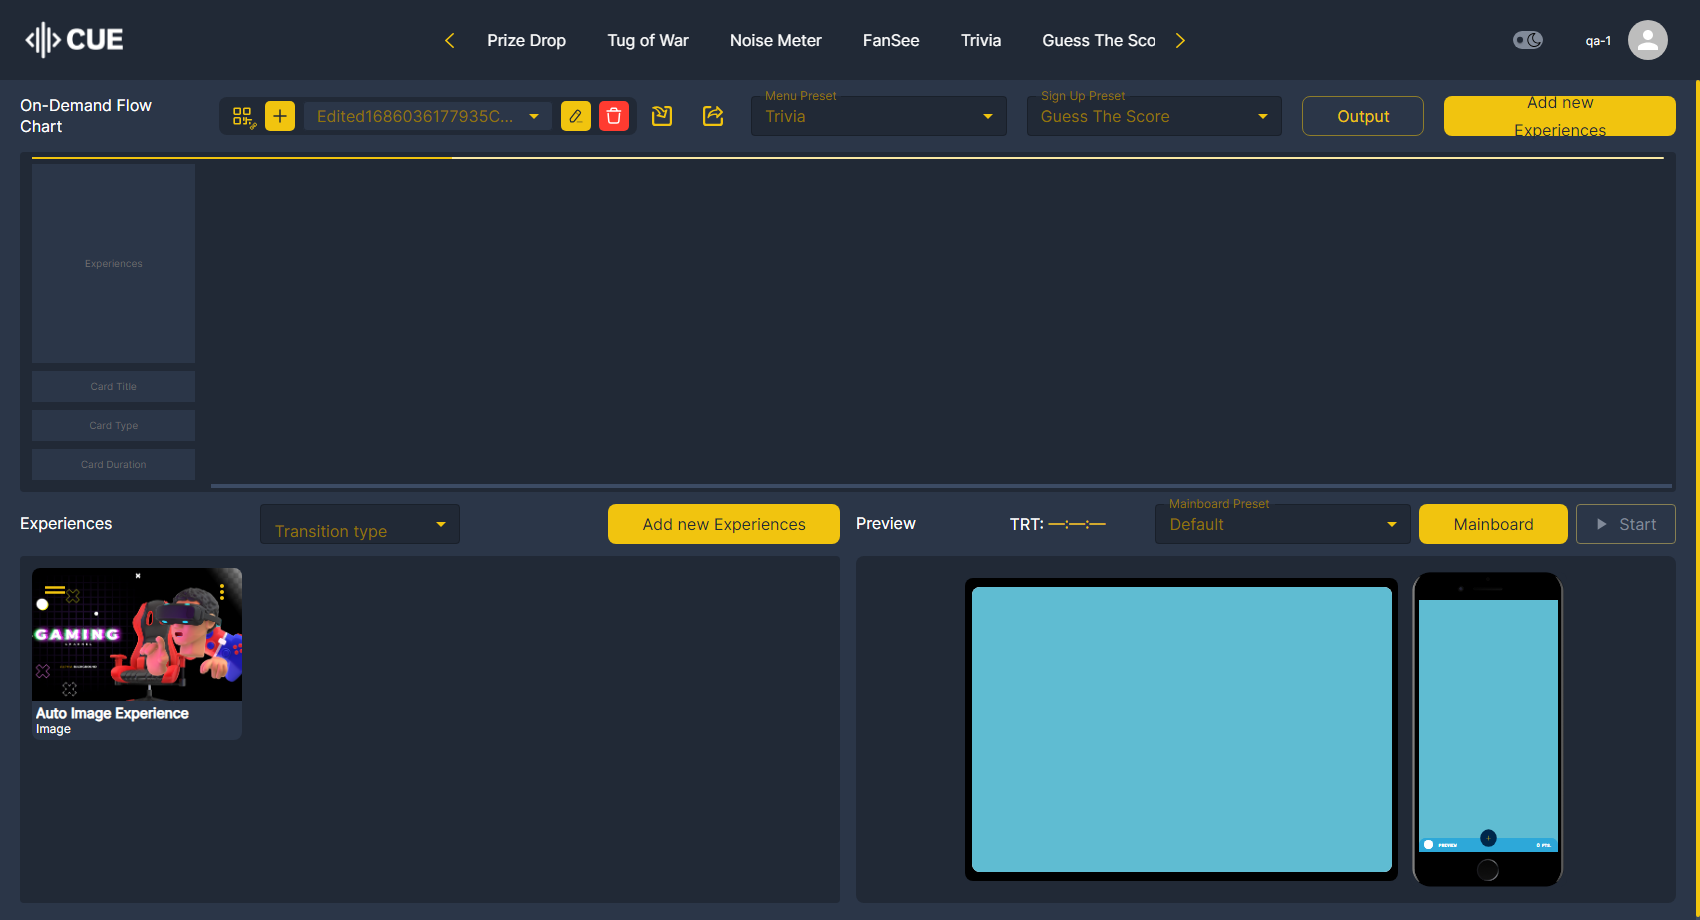 CUE
Prize Drop
Tug of War
Noise Meter
FanSee
Trivia
Guess The Sco
qa-1
On-Demand Flow
Chart
Edited1686036177935C...
Menu Preset
Trivia
Sign Up Preset
Guess The Score
Output
Add new
Experiences
Experiences
Card Title
Card Type
Card Duration
Experiences
Transition type
Add new Experiences
Preview
TRT: —:—:—
Mainboard Preset
Default
Mainboard
Start
GAMING
Auto Image Experience
Image
PREVIEW
0 PTS.